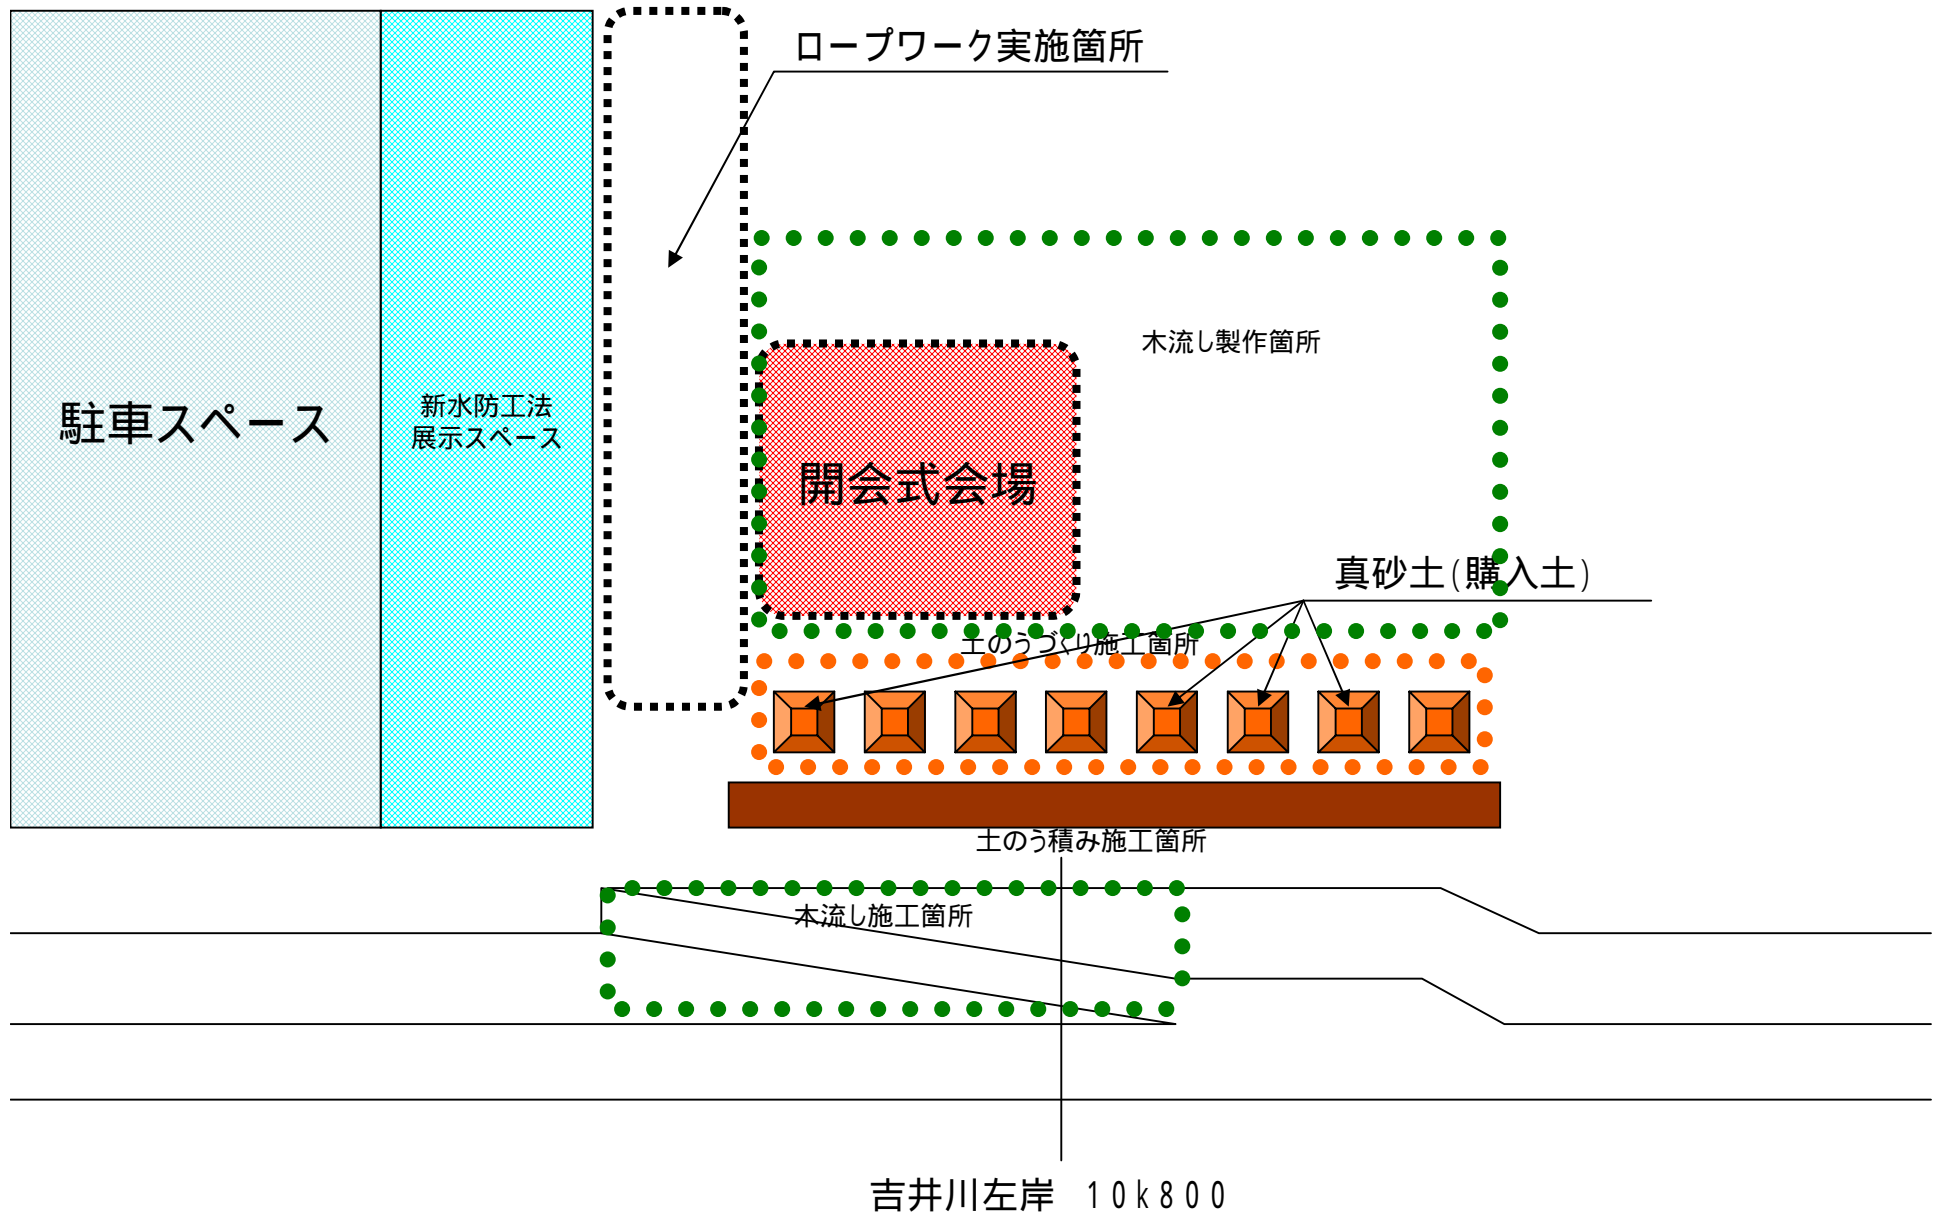 ロープワーク実施箇所
木流し製作箇所
駐車スペース
新水防工法
展示スペース
開会式会場
真砂土(購入土)
土のうづくり施工箇所
土のう積み施工箇所
木流し施工箇所
吉井川左岸 10k800